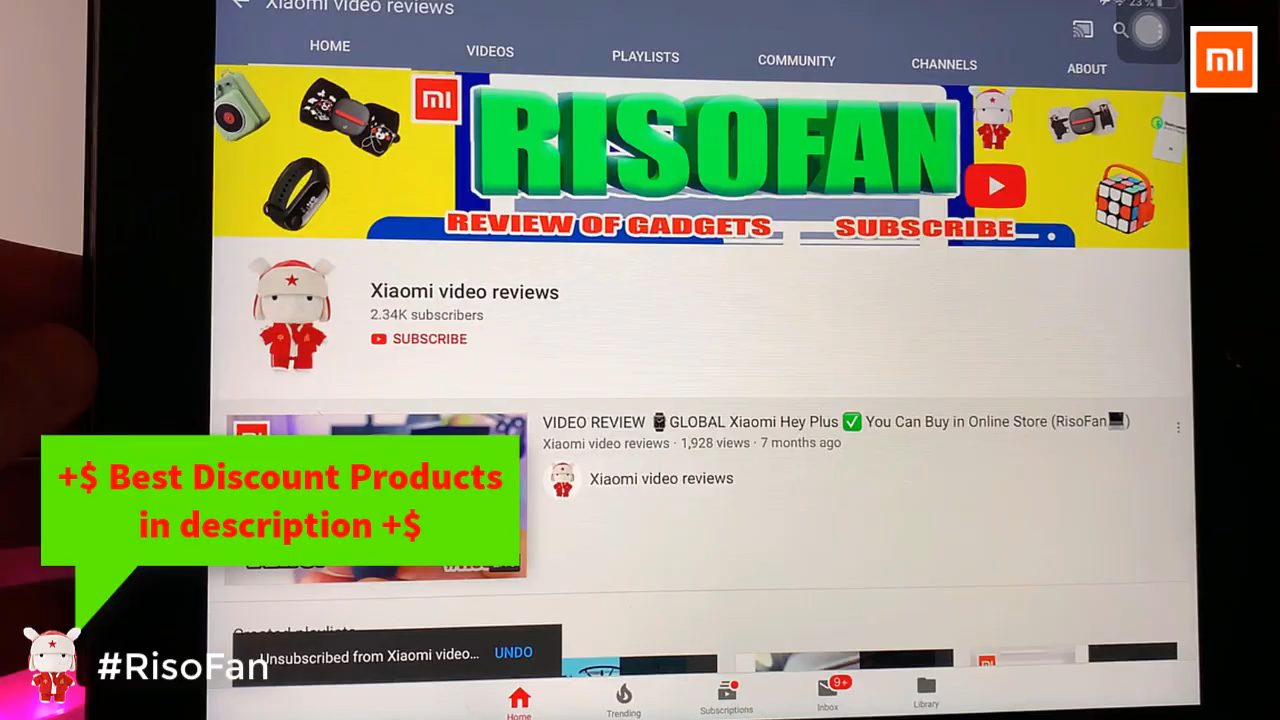 Xiaomi video reviews
23 %
HOME
VIDEOS
PLAYLISTS
COMMUNITY
CHANNELS
ABOUT
RISOFAN
REVIEW OF GADGETS
SUBSCRIBE
Xiaomi video reviews
2.34K subscribers
SUBSCRIBE
VIDEO REVIEW ⌚GLOBAL Xiaomi Hey Plus ✅ You Can Buy in Online Store (RisoFan💻)
Xiaomi video reviews · 1,928 views · 7 months ago
Xiaomi video reviews
+$ Best Discount Products
in description +$
Created playlists
Unsubscribed from Xiaomi video...
UNDO
#RisoFan
Home
Trending
Subscriptions
9+
Inbox
Library